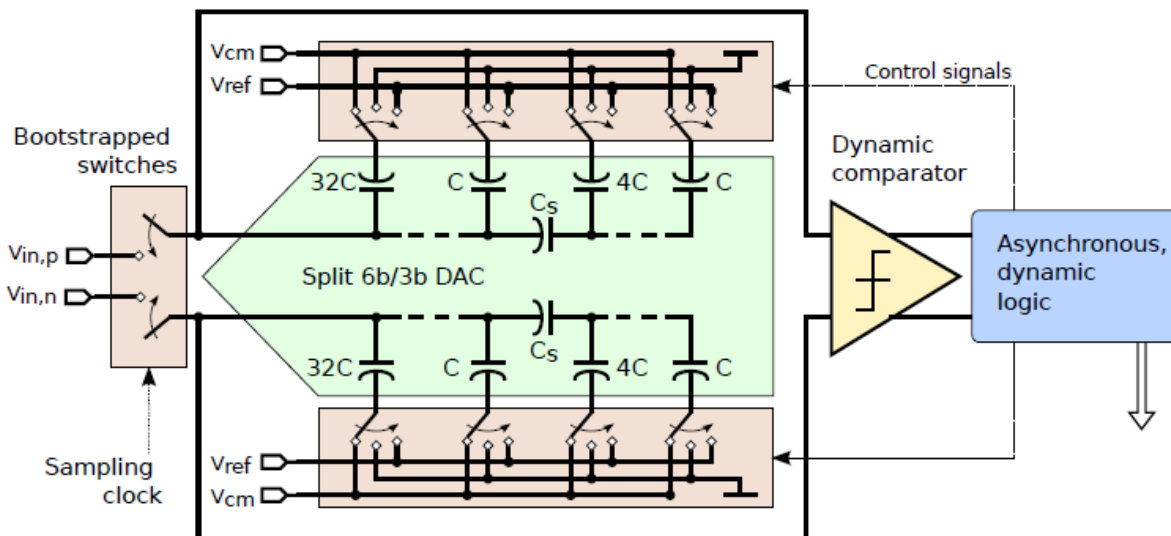 Vcm
Vref
Control signals
Bootstrapped
switches
Dynamic
comparator
32C
C
4C
C
Cs
Vin,p
Vin,n
Split 6b/3b DAC
Asynchronous,
dynamic
logic
Cs
32C
C
4C
C
Sampling
clock
Vref
Vcm